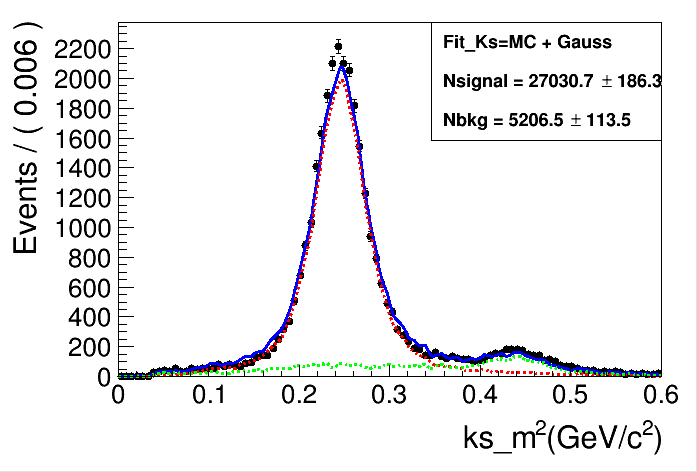 Events / ( 0.006 )
2200
2000
1800
1600
1400
1200
1000
800
600
400
200
0
Fit_Ks=MC + Gauss
Nsignal = 27030.7 ± 186.3
Nbkg = 5206.5 ± 113.5
0 0.1 0.2 0.3 0.4 0.5 0.6
ks_m²(GeV/c²)